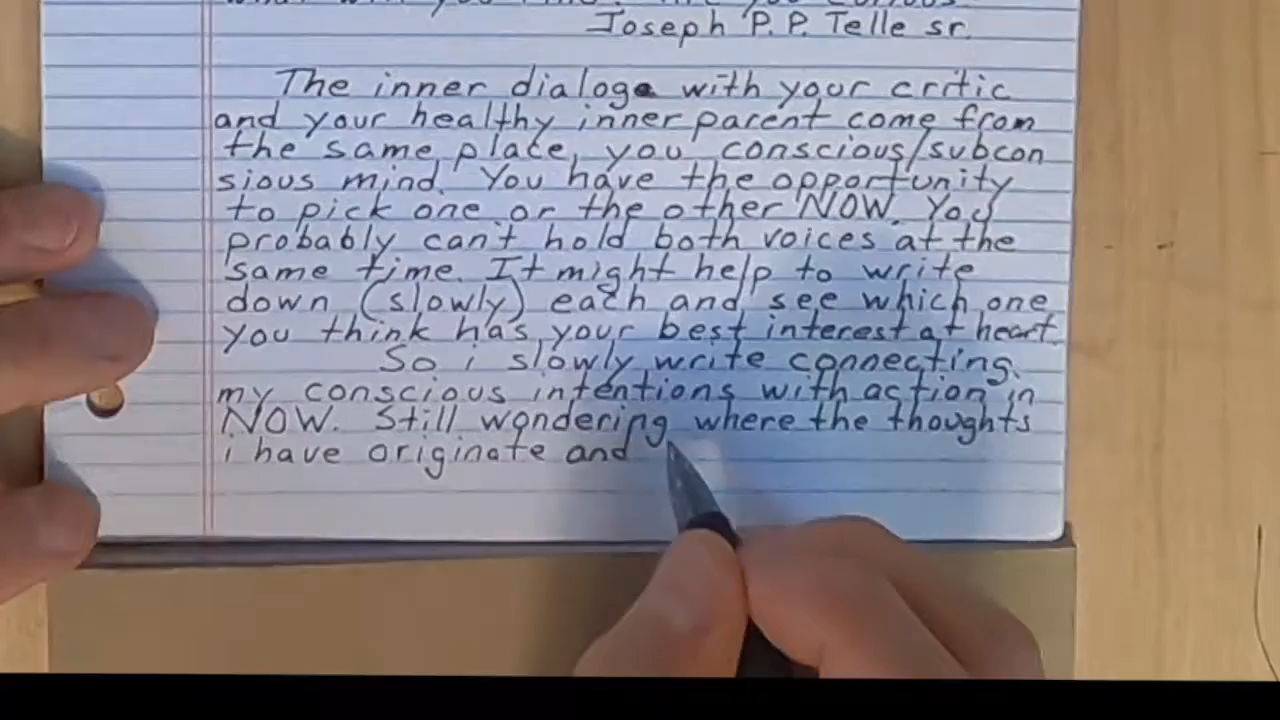 Joseph P. P. Telle sr.
The inner dialoge with your critic
and your healthy inner parent come from
the same place, you conscious/subcon
sious mind. You have the opportunity
to pick one or the other NOW. You
probably can't hold both voices at the
same time. It might help to write
down (slowly) each and see which one
you think has your best interest at heart.
So i slowly write connecting
my conscious intentions with action in
NOW. Still wondering where the thoughts
i have originate and